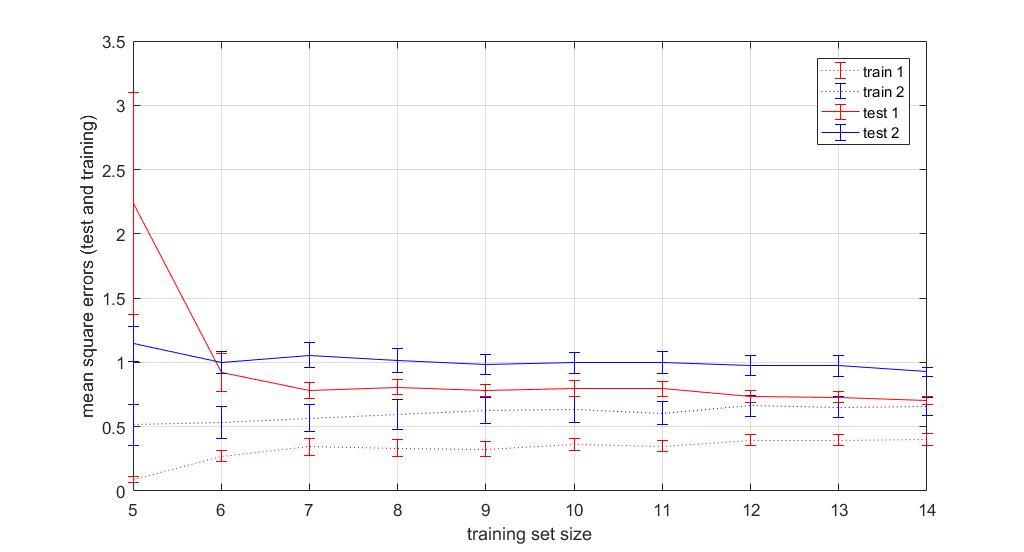 3.5
3
2.5
2
1.5
1
0.5
0
mean square errors (test and training)
train 1
train 2
test 1
test 2
5 6 7 8 9 10 11 12 13 14
training set size